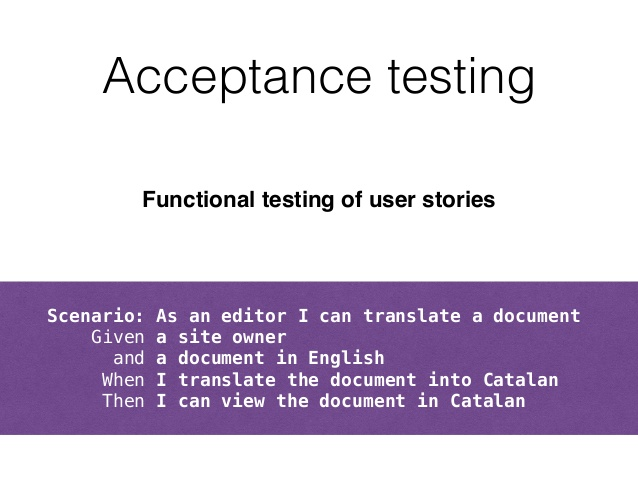 Acceptance testing
Functional testing of user stories
Scenario: As an editor I can translate a document
Given a site owner
and a document in English
When I translate the document into Catalan
Then I can view the document in Catalan